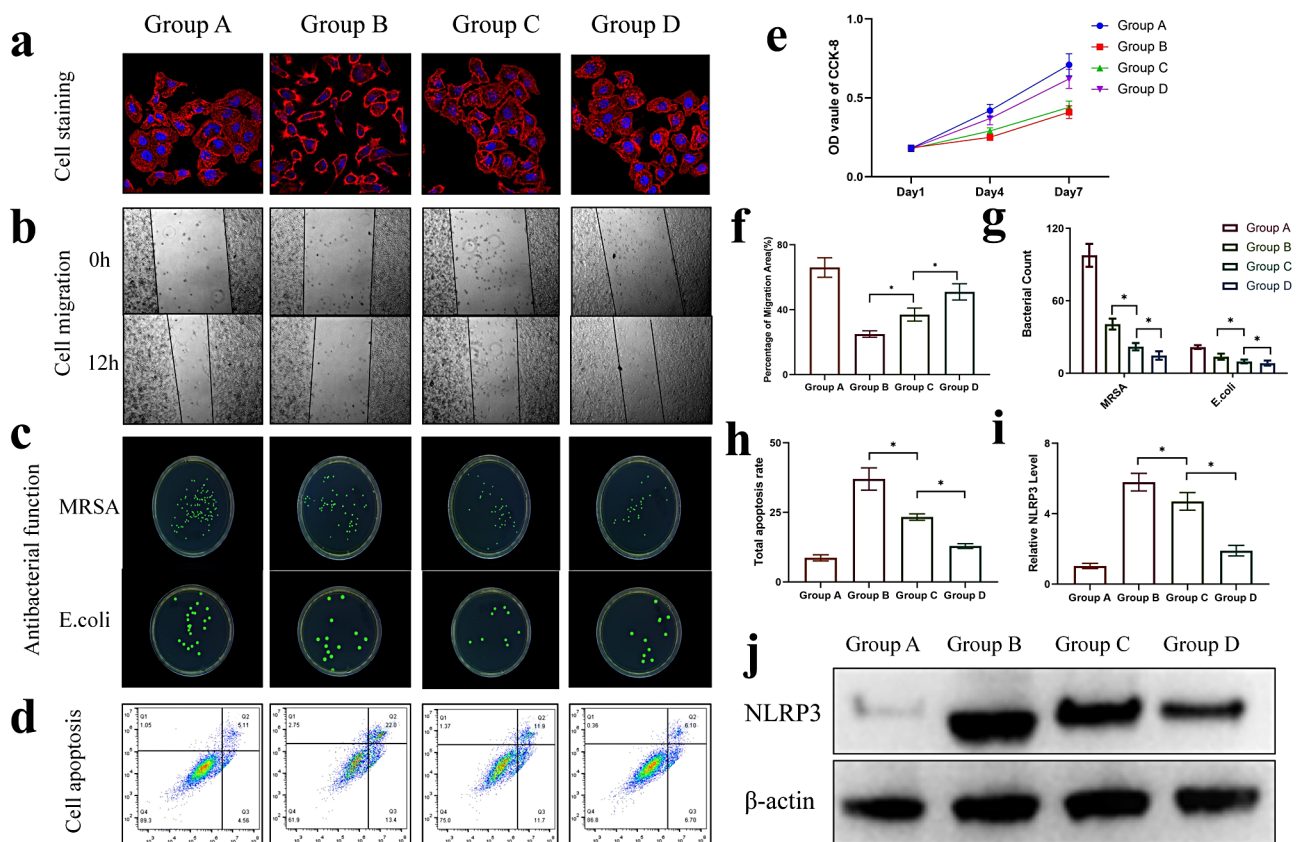 a
Group A
Group B
Group C
Group D
Cell staining
b
Cell migration
0h
12h
c
Antibacterial function
MRSA
E.coli
d
Cell apoptosis
Q1
1.05
Q2
5.11
Q4
89.3
Q3
4.56
Q1
2.75
Q2
22.0
Q4
61.9
Q3
13.4
Q1
1.37
Q2
11.9
Q4
75.0
Q3
11.7
Q1
0.36
Q2
6.10
Q4
86.8
Q3
6.70
e
OD vaule of CCK-8
1.0
0.5
0.0
Day1
Day4
Day7
Group A
Group B
Group C
Group D
f
Percentage of Migration Area(%)
80
40
0
*
*
Group A
Group B
Group C
Group D
g
Bacterial Count
120
60
0
*
*
*
*
MRSA
E.coli
Group A
Group B
Group C
Group D
h
Total apoptosis rate
50
25
0
*
*
Group A
Group B
Group C
Group D
i
Relative NLRP3 Level
8
4
0
*
*
Group A
Group B
Group C
Group D
j
Group A
Group B
Group C
Group D
NLRP3
β-actin